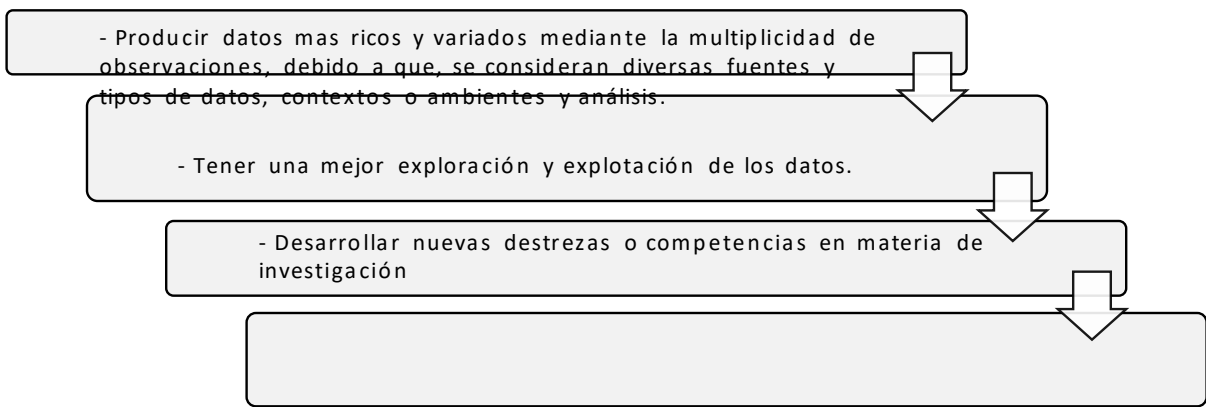 - Producir datos mas ricos y variados mediante la multiplicidad de
observaciones, debido a que, se consideran diversas fuentes y
tipos de datos, contextos o ambientes y análisis.
- Tener una mejor exploración y explotación de los datos.
- Desarrollar nuevas destrezas o competencias en materia de
investigación